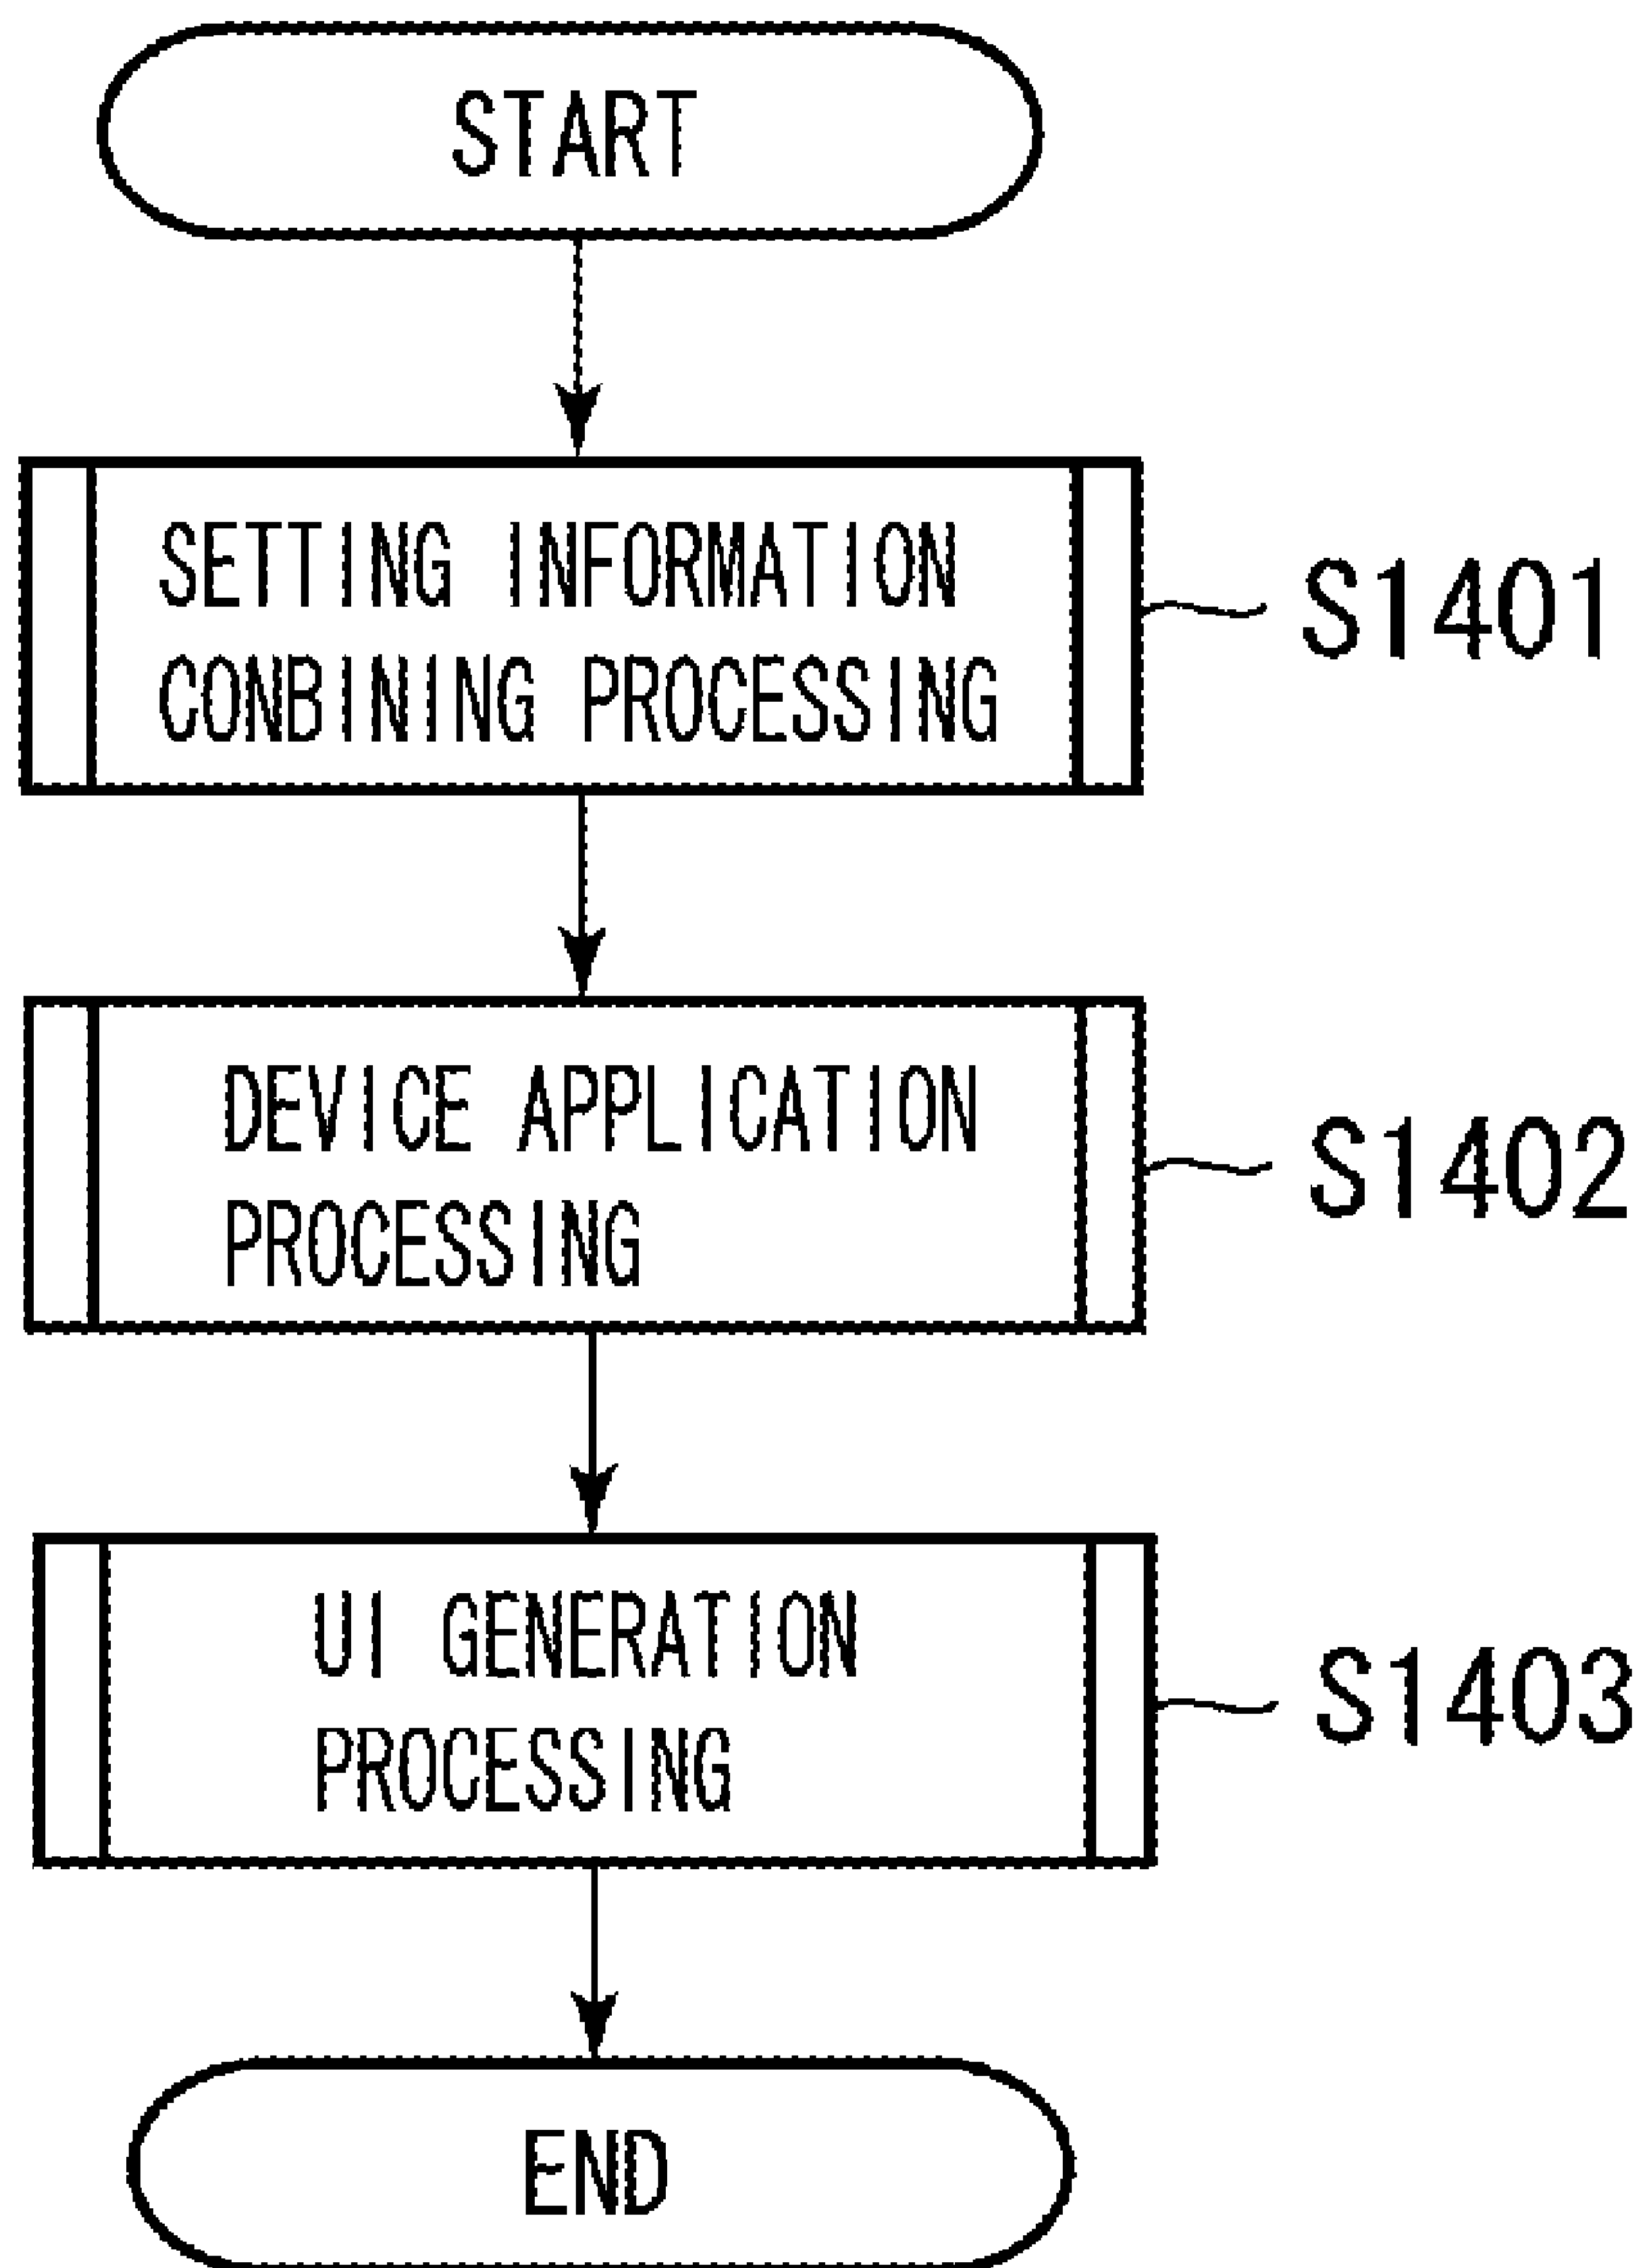 START
SETTING INFORMATION
CONBINING PROCESSING
S1401
DEVICE APPLICATION
PROCESSING
S1402
UI GENERATION
PROCESSING
S1403
END